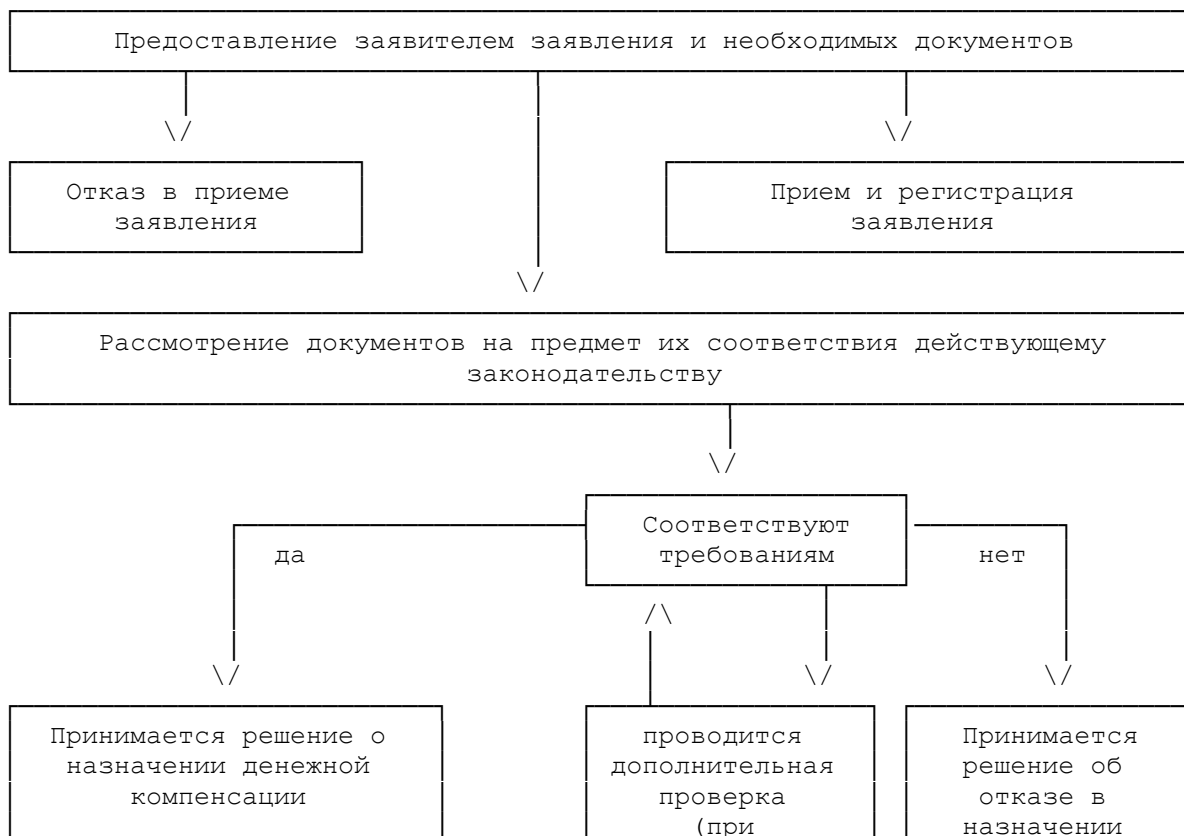 Предоставление заявителем заявления и необходимых документов
Отказ в приеме
заявления
Прием и регистрация
заявления
Рассмотрение документов на предмет их соответствия действующему
законодательству
Соответствуют
требованиям
да
нет
Принимается решение о
назначении денежной
компенсации
проводится
дополнительная
проверка
(при
Принимается
решение об
отказе в
назначении